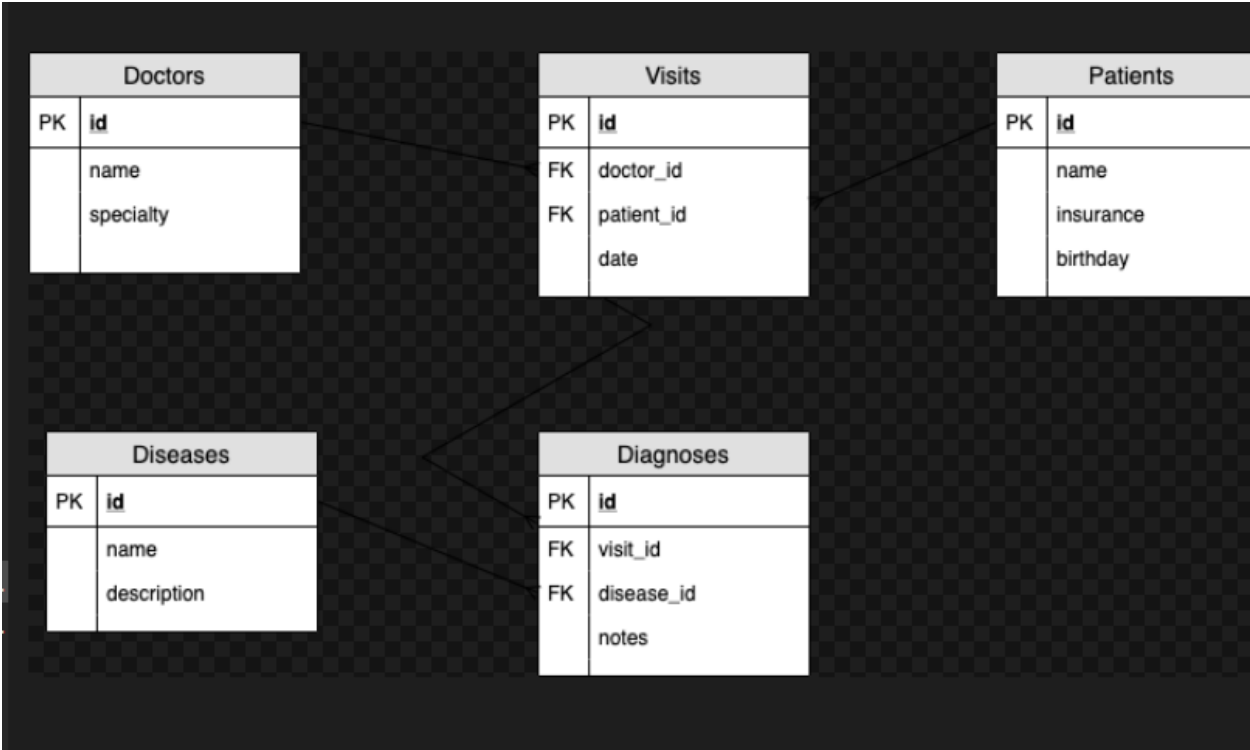 Doctors
PK id
name
specialty
Visits
PK id
FK doctor_id
FK patient_id
date
Patients
PK id
name
insurance
birthday
Diseases
PK id
name
description
Diagnoses
PK id
FK visit_id
FK disease_id
notes